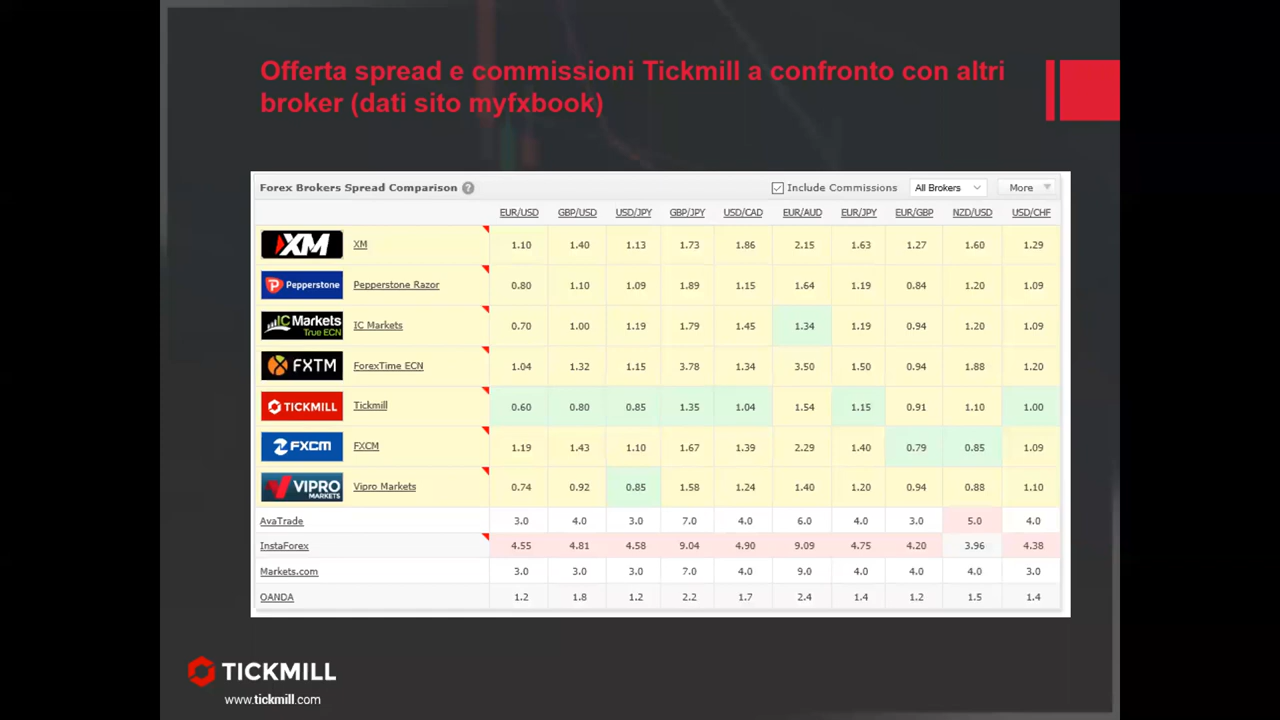 Offerta spread e commissioni Tickmill a confronto con altri
broker (dati sito myfxbook)
Forex Brokers Spread Comparison ? Include Commissions All Brokers More
EUR/USD GBP/USD USD/JPY GBP/JPY USD/CAD EUR/AUD EUR/JPY EUR/GBP NZD/USD USD/CHF
XM XM 1.10 1.40 1.13 1.73 1.86 2.15 1.63 1.27 1.60 1.29
Pepperstone Pepperstone Razor 0.80 1.10 1.09 1.89 1.15 1.64 1.19 0.84 1.20 1.09
IC Markets True ECN IC Markets 0.70 1.00 1.19 1.79 1.45 1.34 1.19 0.94 1.20 1.09
FXTM ForexTime ECN 1.04 1.32 1.15 3.78 1.34 3.50 1.50 0.94 1.88 1.20
TICKMILL Tickmill 0.60 0.80 0.85 1.35 1.04 1.54 1.15 0.91 1.10 1.00
FXCM FXCM 1.19 1.43 1.10 1.67 1.39 2.29 1.40 0.79 0.85 1.09
VIPRO MARKETS Vipro Markets 0.74 0.92 0.85 1.58 1.24 1.40 1.20 0.94 0.88 1.10
AvaTrade 3.0 4.0 3.0 7.0 4.0 6.0 4.0 3.0 5.0 4.0
InstaForex 4.55 4.81 4.58 9.04 4.90 9.09 4.75 4.20 3.96 4.38
Markets.com 3.0 3.0 3.0 7.0 4.0 9.0 4.0 4.0 4.0 3.0
OANDA 1.2 1.8 1.2 2.2 1.7 2.4 1.4 1.2 1.5 1.4
TICKMILL
www.tickmill.com